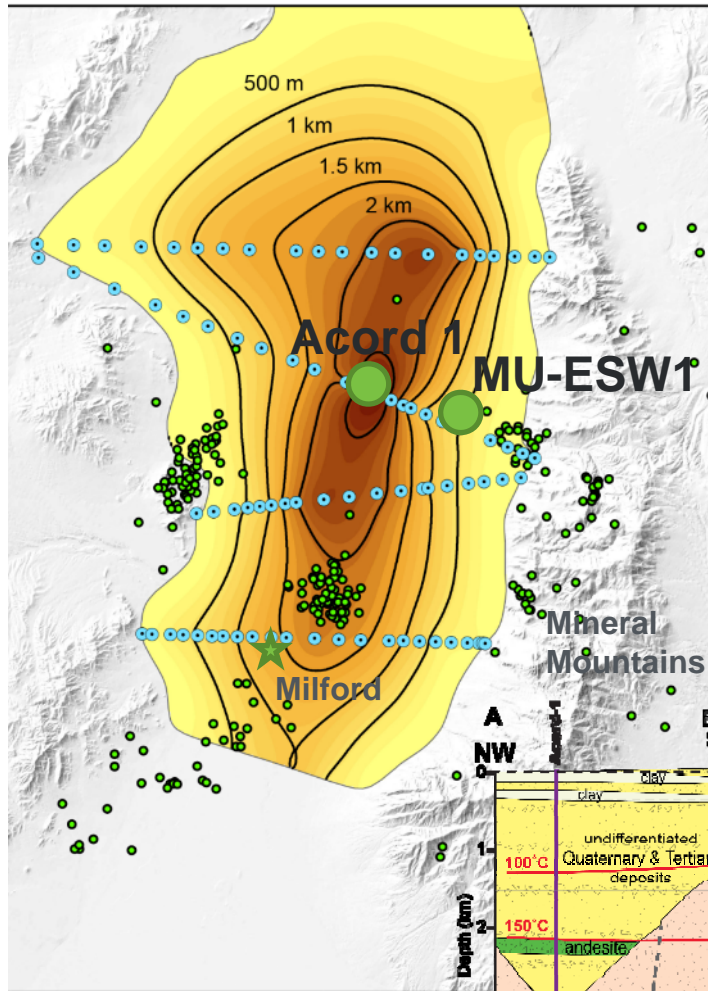 500 m
1 km
1.5 km
2 km
Acord 1
MU-ESW1
Mineral
Mountains
Milford
A
NW
Acord-1
0
clay
clay
undifferentiated
1
100°C
Quaternary & Tertiar
deposits
Depth (km)
2
150°C
andesite